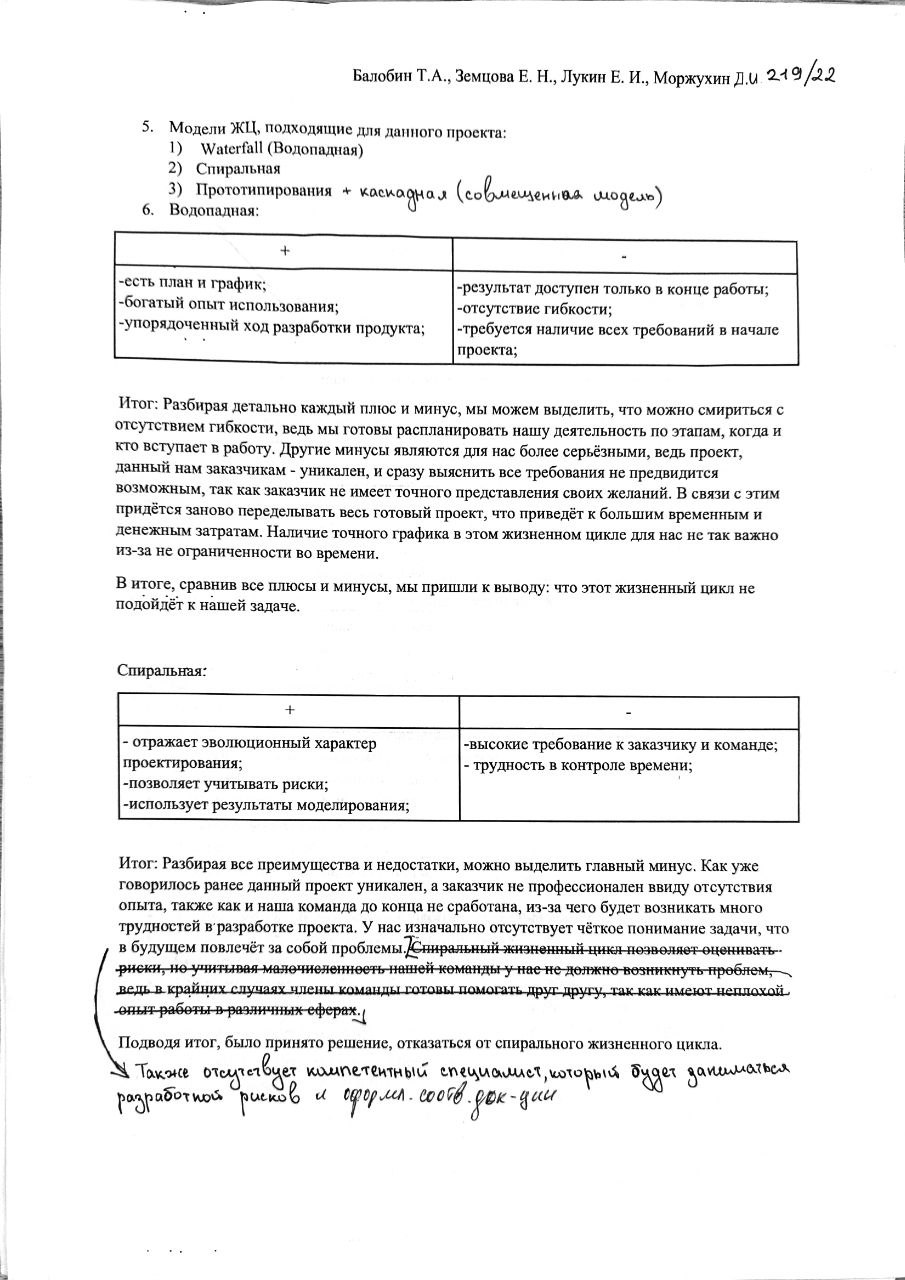 Балобин Т.А., Земцова Е. Н., Лукин Е. И., Моржухин Д.И 219/22
5. Модели ЖЦ, подходящие для данного проекта:
1) Waterfall (Водопадная)
2) Спиральная
3) Прототипирования + каскадная (совмещенная модель)
6. Водопадная:
+
-
-есть план и график;
-богатый опыт использования;
-упорядоченный ход разработки продукта;
-результат доступен только в конце работы;
-отсутствие гибкости;
-требуется наличие всех требований в начале
проекта;
Итог: Разбирая детально каждый плюс и минус, мы можем выделить, что можно смириться с
отсутствием гибкости, ведь мы готовы распланировать нашу деятельность по этапам, когда и
кто вступает в работу. Другие минусы являются для нас более серьёзными, ведь проект,
данный нам заказчикам - уникален, и сразу выяснить все требования не предвидится
возможным, так как заказчик не имеет точного представления своих желаний. В связи с этим
придётся заново переделывать весь готовый проект, что приведёт к большим временным и
денежным затратам. Наличие точного графика в этом жизненном цикле для нас не так важно
из-за не ограниченности во времени.
В итоге, сравнив все плюсы и минусы, мы пришли к выводу: что этот жизненный цикл не
подойдёт к нашей задаче.
Спиральная:
+
-
- отражает эволюционный характер
проектирования;
-позволяет учитывать риски;
-использует результаты моделирования;
-высокие требование к заказчику и команде;
- трудность в контроле времени;
Итог: Разбирая все преимущества и недостатки, можно выделить главный минус. Как уже
говорилось ранее данный проект уникален, а заказчик не профессионален ввиду отсутствия
опыта, также как и наша команда до конца не сработана, из-за чего будет возникать много
трудностей в разработке проекта. У нас изначально отсутствует чёткое понимание задачи, что
в будущем повлечёт за собой проблемы. Спиральный жизненный цикл позволяет оценивать
риски, но учитывая малочисленность нашей команды у нас не должно возникнуть проблем,
ведь в крайних случаях члены команды готовы помогать друг другу, так как имеют неплохой
опыт работы в различных сферах.
Подводя итог, было принято решение, отказаться от спирального жизненного цикла.
Также отсутствует компетентный специалист, который будет заниматься
разработкой рисков и оформл. соотв. док-ции